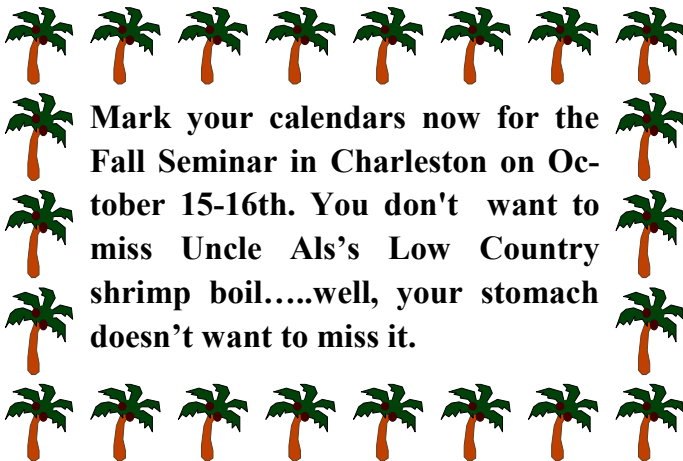 Mark your calendars now for the
Fall Seminar in Charleston on Oc-
tober 15-16th. You don't want to
miss Uncle Als’s Low Country
shrimp boil…..well, your stomach
doesn’t want to miss it.